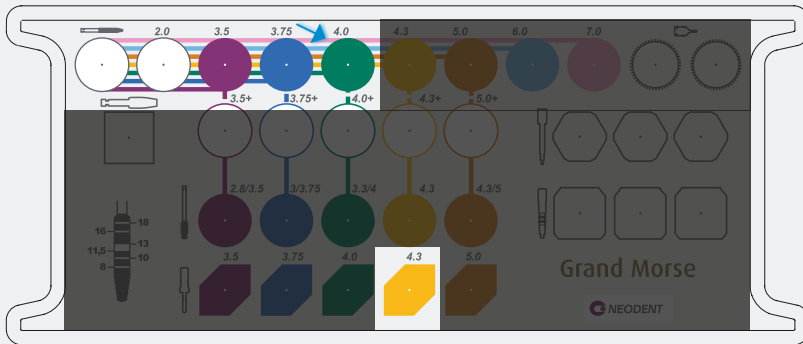 2.0 3.5 3.75 4.0 4.3 5.0 6.0 7.0
3.5+ 3.75+ 4.0+ 4.3+ 5.0+
2.8/3.5 3/3.75 3.3/4 4.3 4.3/5
18
16
13
11,5
10
8
3.5 3.75 4.0 4.3 5.0
Grand Morse
NEODENT